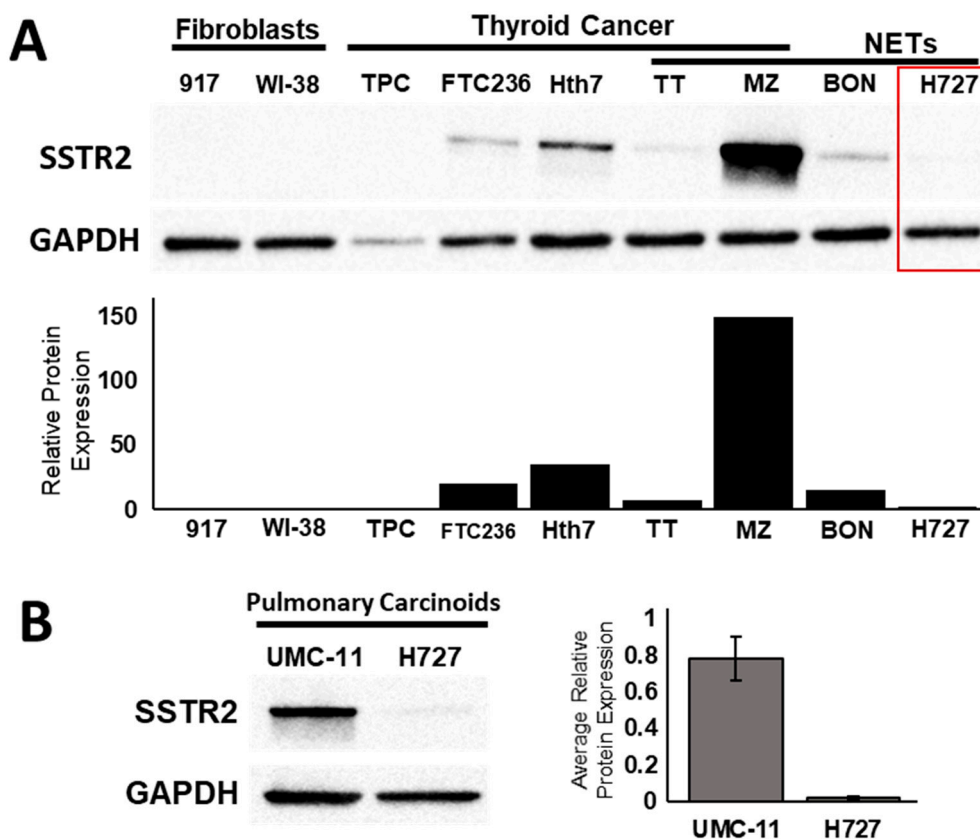 A
Fibroblasts Thyroid Cancer NETs
917 WI-38 TPC FTC236 Hth7 TT MZ BON H727
SSTR2
GAPDH
Relative Protein
Expression
150
100
50
0
917 WI-38 TPC FTC236 Hth7 TT MZ BON H727
B
Pulmonary Carcinoids
UMC-11 H727
SSTR2
GAPDH
Average Relative
Protein Expression
1
0.8
0.6
0.4
0.2
0
UMC-11 H727